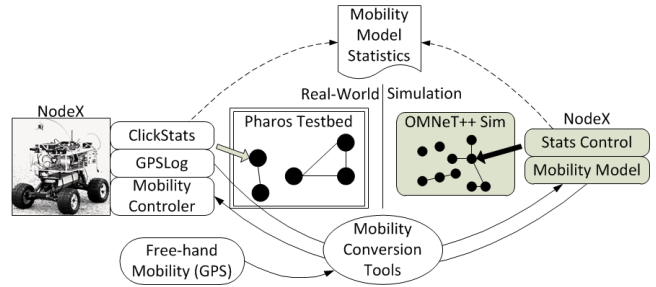 Mobility
Model
Statistics
Real-World
Simulation
NodeX
ClickStats
GPSLog
Mobility
Controler
Pharos Testbed
OMNeT++ Sim
NodeX
Stats Control
Mobility Model
Free-hand
Mobility (GPS)
Mobility
Conversion
Tools